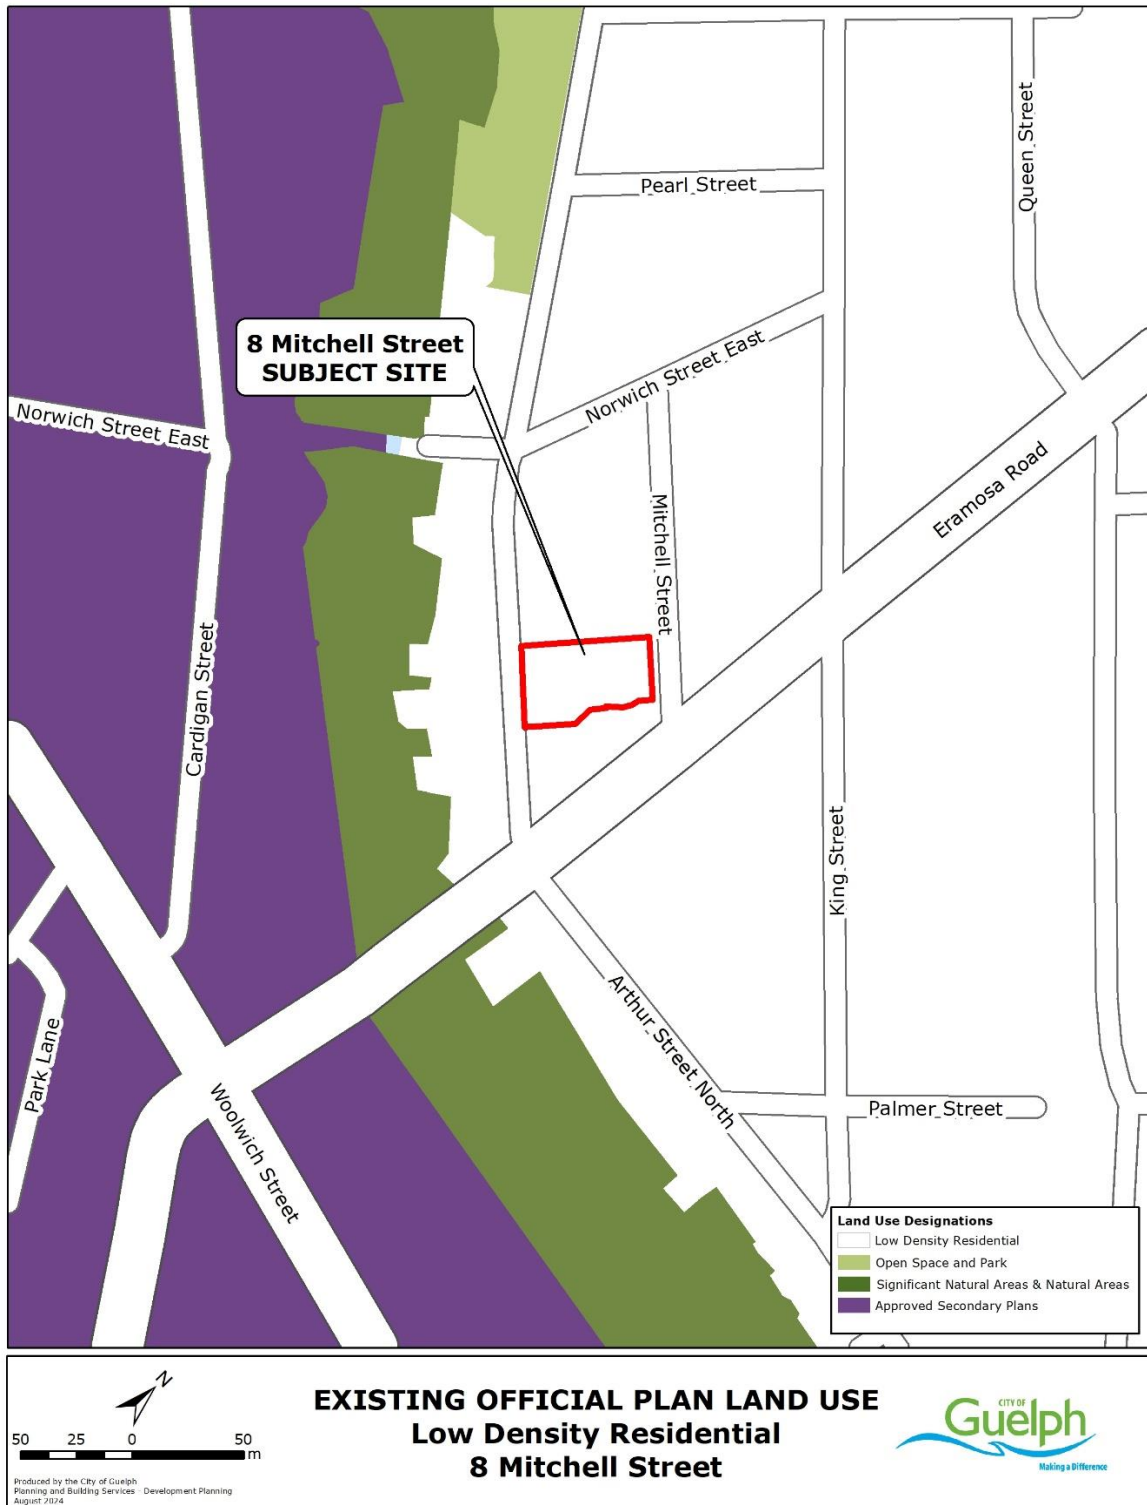 Queen Street
Pearl Street
8 Mitchell Street
SUBJECT SITE
Norwich Street East
Norwich Street East
Mitchell Street
Eramosa Road
Cardigan Street
King Street
Arthur Street North
Park Lane
Woolwich Street
Palmer Street
Land Use Designations
Low Density Residential
Open Space and Park
Significant Natural Areas & Natural Areas
Approved Secondary Plans
N
50 25 0 50
m
Produced by the City of Guelph
Planning and Building Services - Development Planning
August 2024
EXISTING OFFICIAL PLAN LAND USE
Low Density Residential
8 Mitchell Street
CITY OF
Guelph
Making a Difference